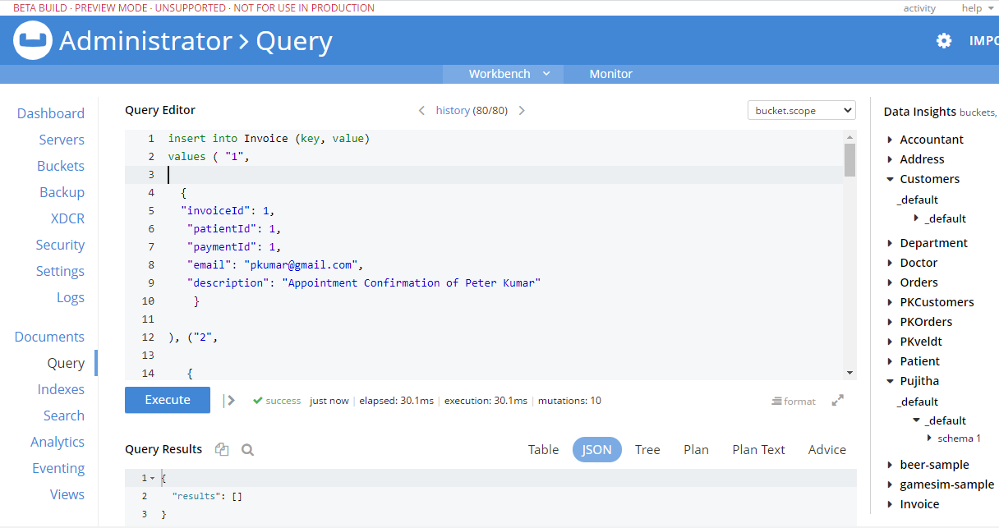 BETA BUILD · PREVIEW MODE · UNSUPPORTED · NOT FOR USE IN PRODUCTION
activity help
Administrator > Query
IMPO
Workbench Monitor
Dashboard
Servers
Buckets
Backup
XDCR
Security
Settings
Logs
Documents
Query
Indexes
Search
Analytics
Eventing
Views
Query Editor
history (80/80)
bucket.scope
1 insert into Invoice (key, value)
2 values ( "1",
3
4 {
5 "invoiceId": 1,
6 "patientId": 1,
7 "paymentId": 1,
8 "email": "pkumar@gmail.com",
9 "description": "Appointment Confirmation of Peter Kumar"
10 }
11
12 ), ("2",
13
14 {
Execute
success just now | elapsed: 30.1ms | execution: 30.1ms | mutations: 10
format
Query Results
Table JSON Tree Plan Plan Text Advice
1 {
2 "results": []
3 }
Data Insights buckets,
Accountant
Address
Customers
_default
_default
Department
Doctor
Orders
PKCustomers
PKOrders
PKveldt
Patient
Pujitha
_default
_default
schema 1
beer-sample
gamesim-sample
Invoice